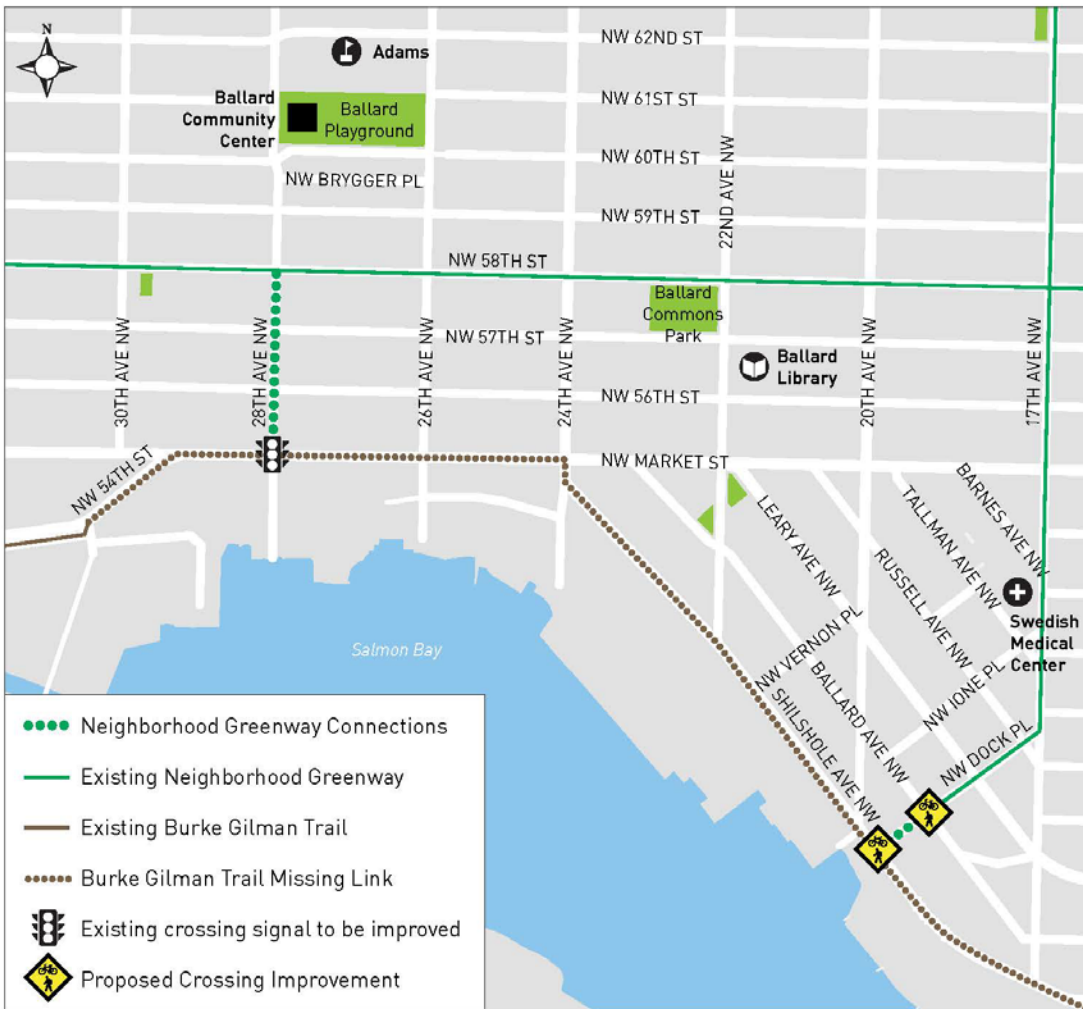 N
NW 62ND ST
Adams
Ballard
Community
Center
Ballard
Playground
NW 61ST ST
NW 60TH ST
NW BRYGGER PL
22ND AVE NW
NW 59TH ST
NW 58TH ST
Ballard
Commons
Park
NW 57TH ST
Ballard
Library
NW 56TH ST
30TH AVE NW
28TH AVE NW
26TH AVE NW
24TH AVE NW
20TH AVE NW
17TH AVE NW
NW MARKET ST
NW 54TH ST
BARNES AVE NW
TALLMAN AVE NW
LEARY AVE NW
RUSSELL AVE NW
Swedish
Medical
Center
Salmon Bay
NW VERNON PL
BALLARD AVE NW
NW IONE PL
SHILSHOLE AVE NW
NW DOCK PL
Neighborhood Greenway Connections
Existing Neighborhood Greenway
Existing Burke Gilman Trail
Burke Gilman Trail Missing Link
Existing crossing signal to be improved
Proposed Crossing Improvement